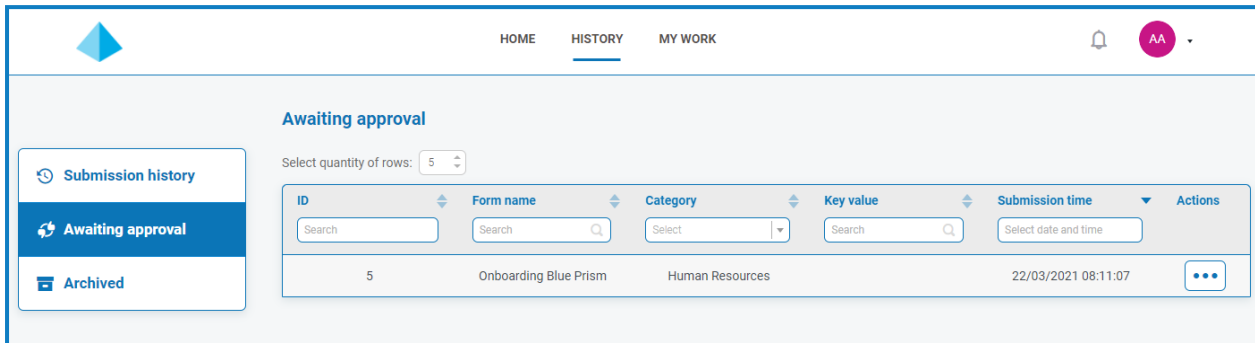 HOME HISTORY MY WORK AA
Awaiting approval
Select quantity of rows: 5
Submission history
Awaiting approval
Archived
ID Form name Category Key value Submission time Actions
Search Search Select Search Select date and time
5 Onboarding Blue Prism Human Resources 22/03/2021 08:11:07